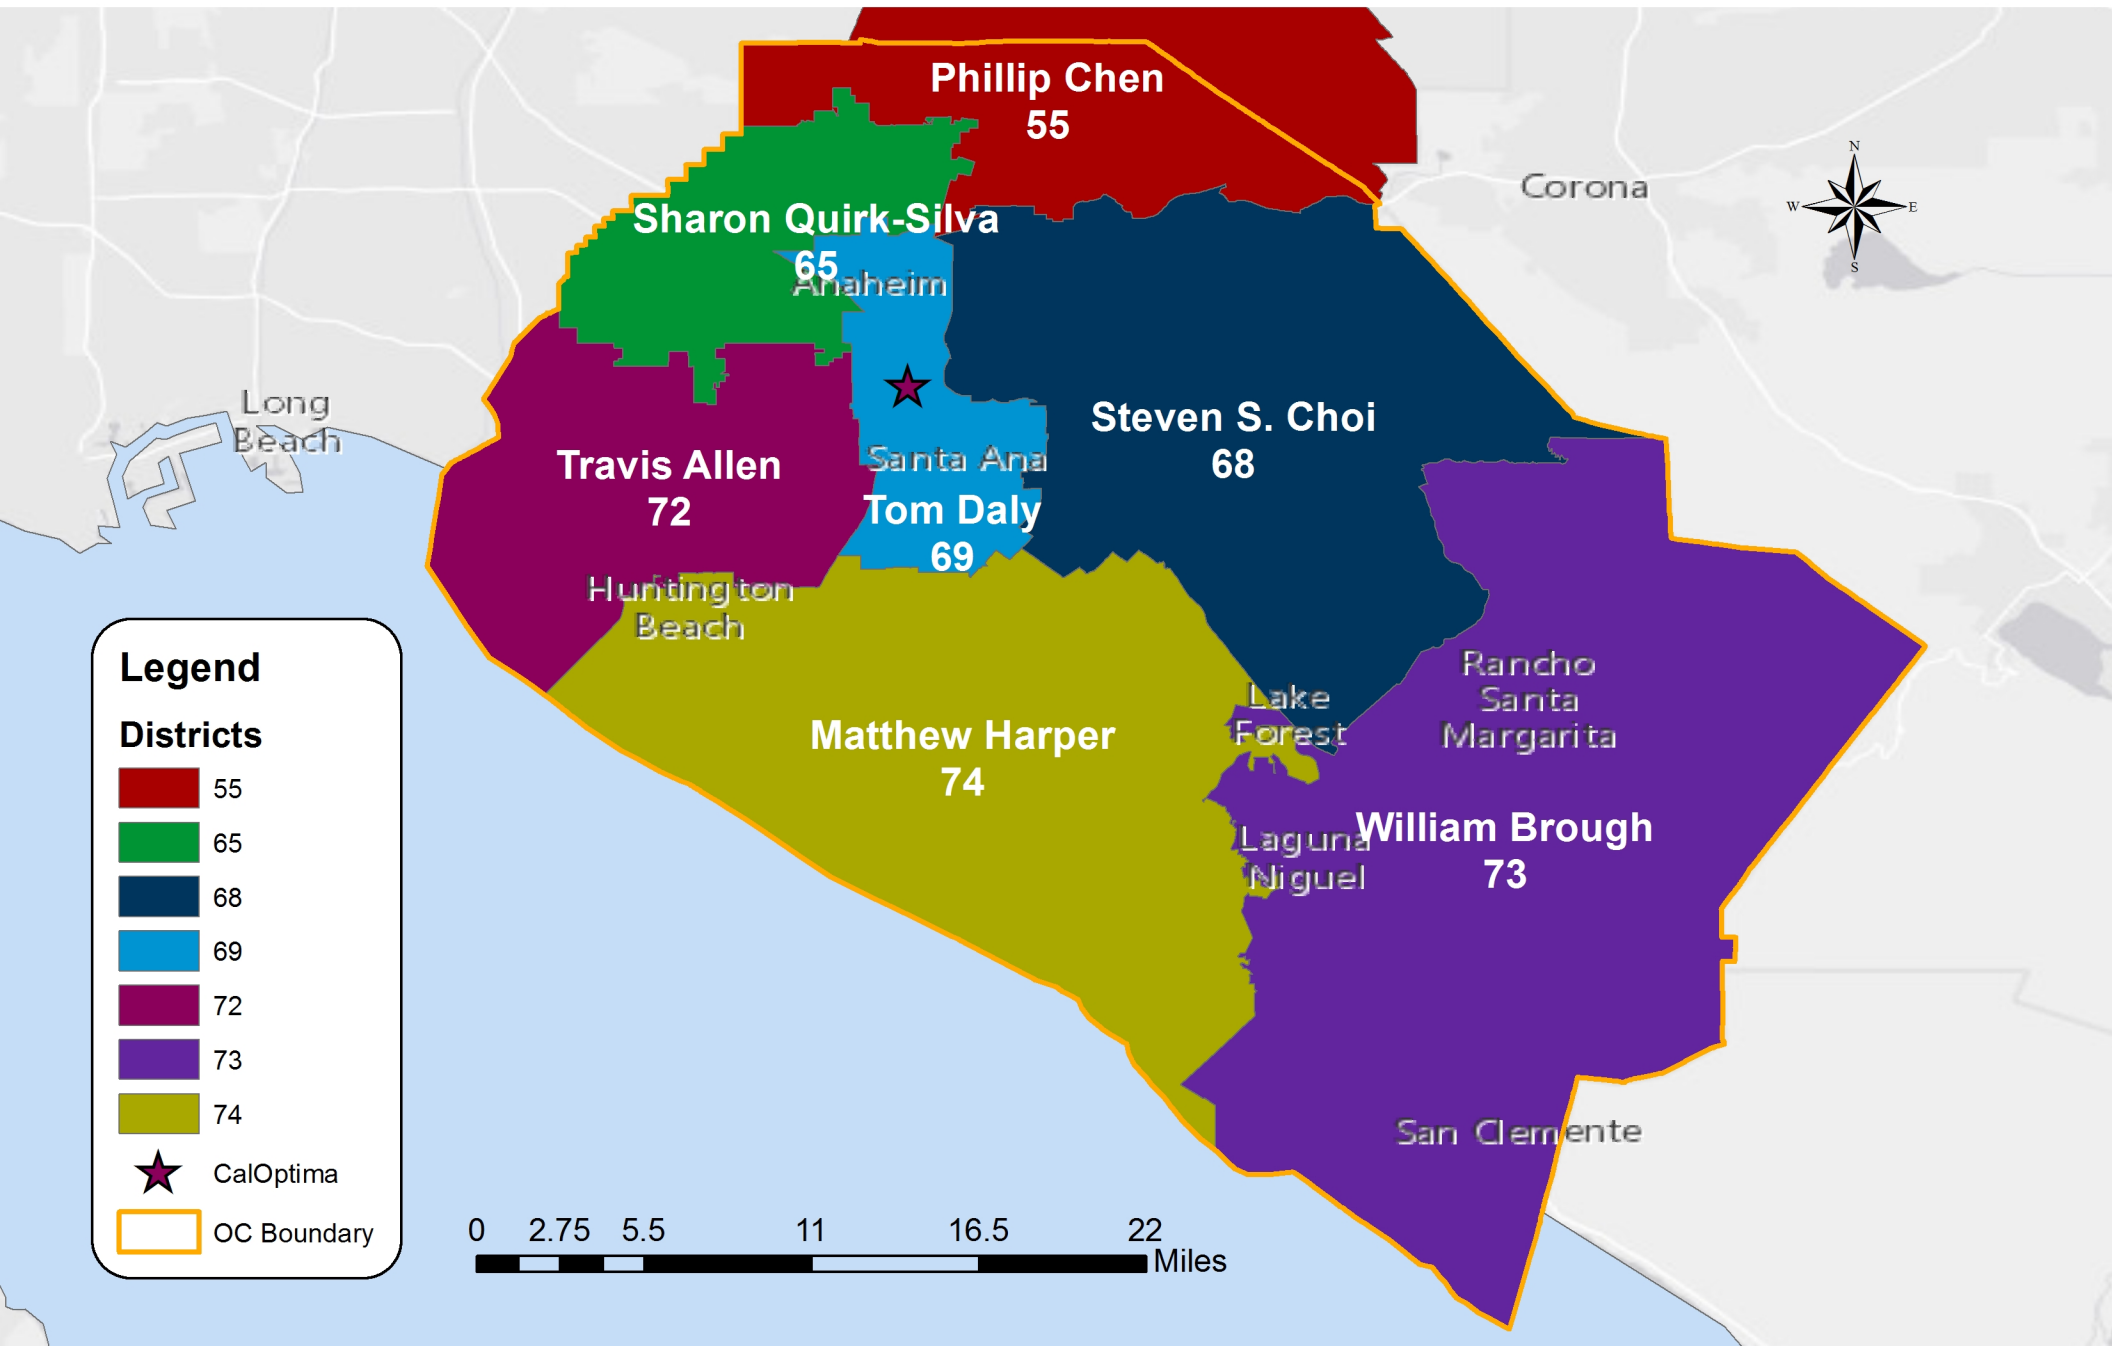 Phillip Chen
55
N
W
E
S
Corona
Sharon Quirk-Silva
65
Anaheim
Long
Beach
Steven S. Choi
68
Travis Allen
72
Santa Ana
Tom Daly
69
Huntington
Beach
Rancho
Santa
Margarita
Lake
Forest
Matthew Harper
74
Laguna
Niguel
William Brough
73
San Clemente
Legend
Districts
55
65
68
69
72
73
74
CalOptima
OC Boundary
0 2.75 5.5 11 16.5 22
Miles